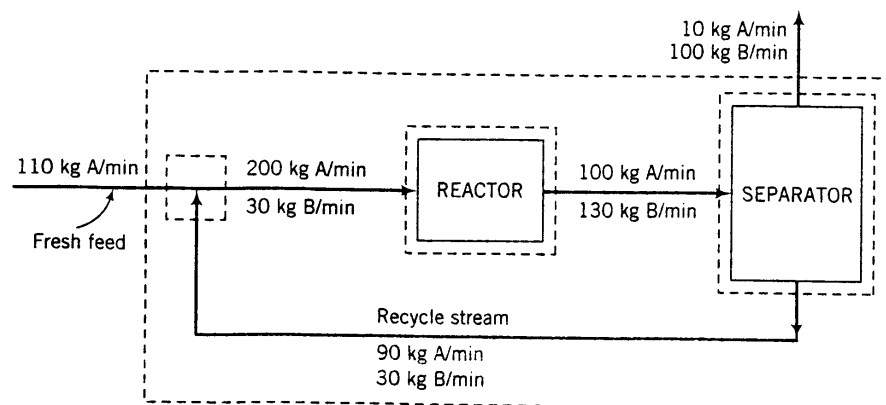 10 kg A/min
100 kg B/min
110 kg A/min
200 kg A/min
30 kg B/min
REACTOR
100 kg A/min
130 kg B/min
SEPARATOR
Fresh feed
Recycle stream
90 kg A/min
30 kg B/min